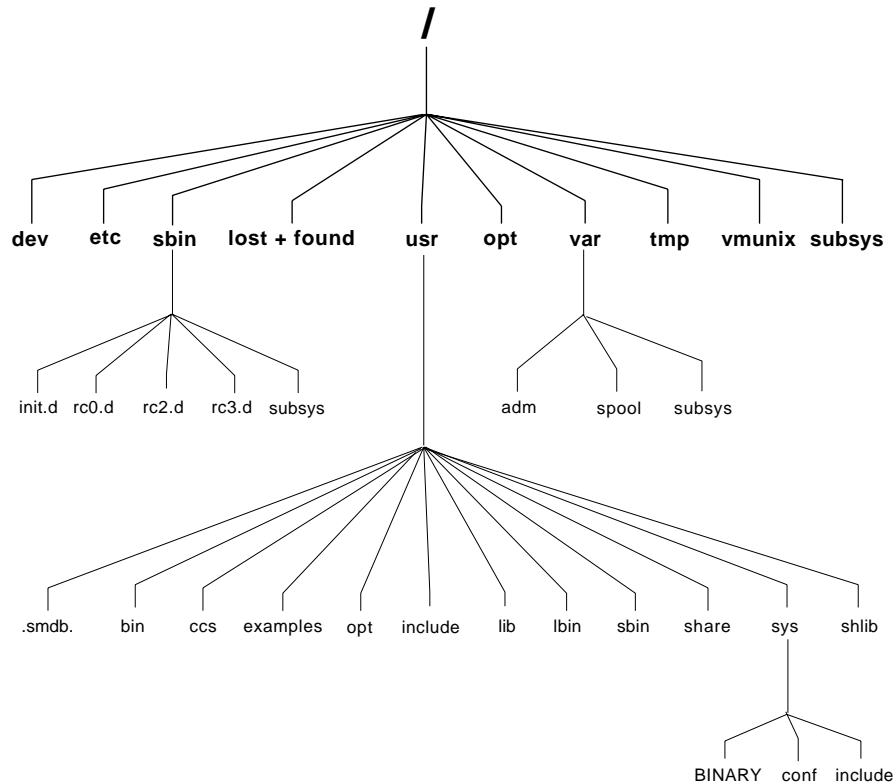 /
dev etc sbin lost + found usr opt var tmp vmunix subsys
init.d rc0.d rc2.d rc3.d subsys adm spool subsys
.smdb. bin ccs examples opt include lib lbin sbin share sys shlib
BINARY conf include